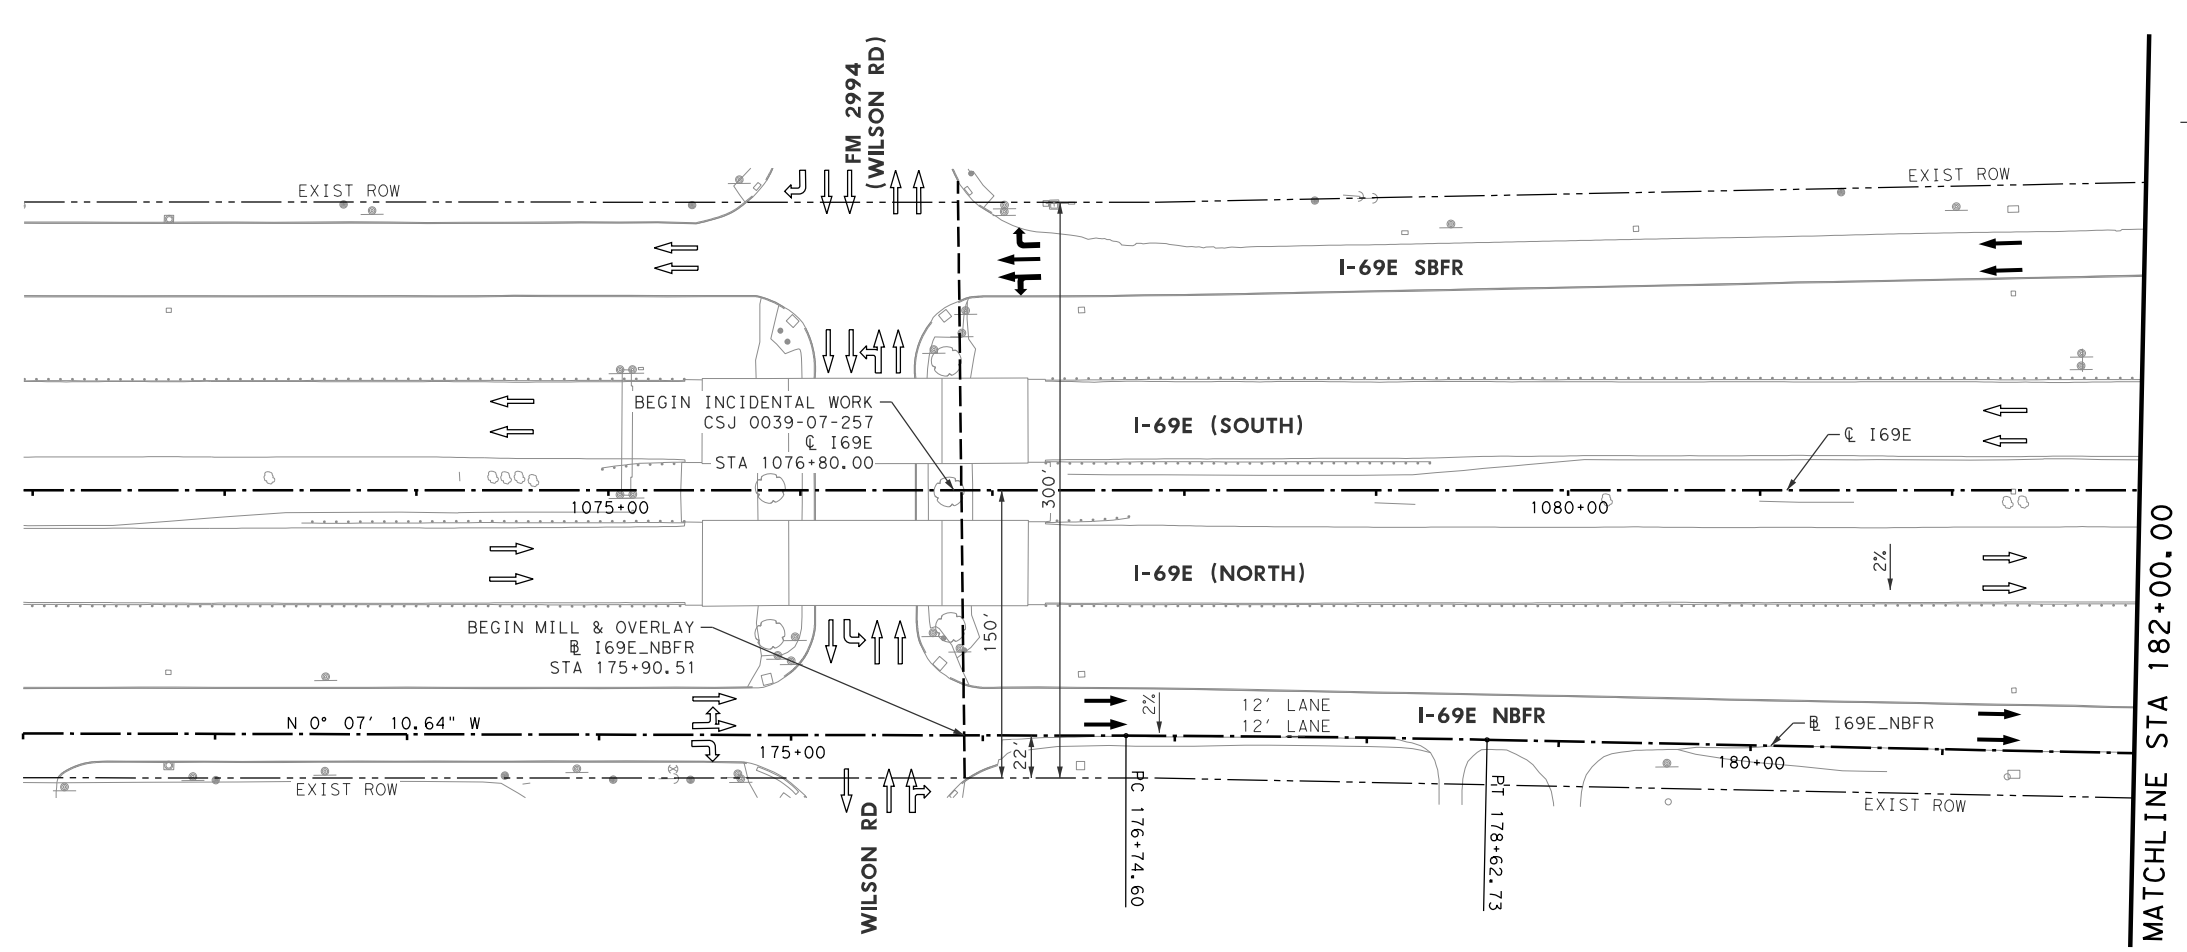 FM 2994
(WILSON RD)
EXIST ROW
EXIST ROW
I-69E SBFR
BEGIN INCIDENTAL WORK
CSJ 0039-07-257
℄ I69E
STA 1076+80.00
I-69E (SOUTH)
℄ I69E
300'
1075+00
1080+00
MATCHLINE STA 182+00.00
2%
I-69E (NORTH)
150'
BEGIN MILL & OVERLAY
B I69E_NBFR
STA 175+90.51
2%
12' LANE
12' LANE
I-69E NBFR
N 0° 07' 10.64" W
B I69E_NBFR
175+00
22'
180+00
EXIST ROW
PC 176+74.60
PT 178+62.73
EXIST ROW
WILSON RD